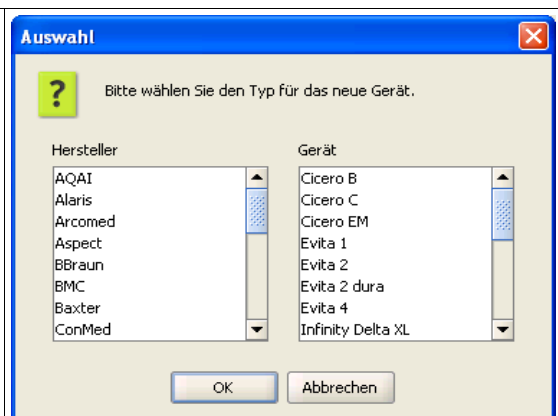 Auswahl
?
Bitte wählen Sie den Typ für das neue Gerät.
Hersteller
AQAI
Alaris
Arcomed
Aspect
BBraun
BMC
Baxter
ConMed
Gerät
Cicero B
Cicero C
Cicero EM
Evita 1
Evita 2
Evita 2 dura
Evita 4
Infinity Delta XL
OK
Abbrechen